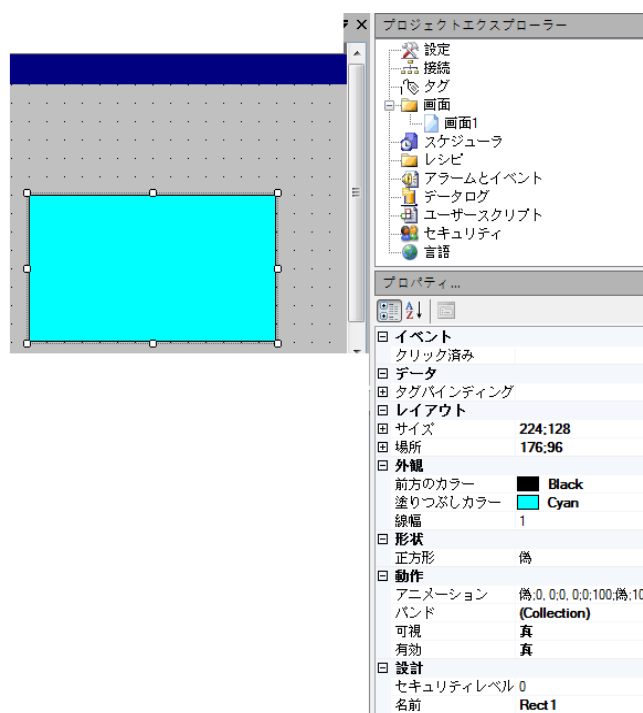 プロジェクトエクスプローラー
設定
接続
タグ
画面
画面1
スケジューラ
レシピ
アラームとイベント
データログ
ユーザースクリプト
セキュリティ
言語
プロパティ...
イベント
クリック済み
データ
タグバインディング
レイアウト
サイズ 224;128
場所 176;96
外観
前方のカラー Black
塗りつぶしカラー Cyan
線幅 1
形状
正方形 偽
動作
アニメーション 偽;0, 0;0, 0;0;100;偽;10
バンド (Collection)
可視 真
有効 真
設計
セキュリティレベル 0
名前 Rect1